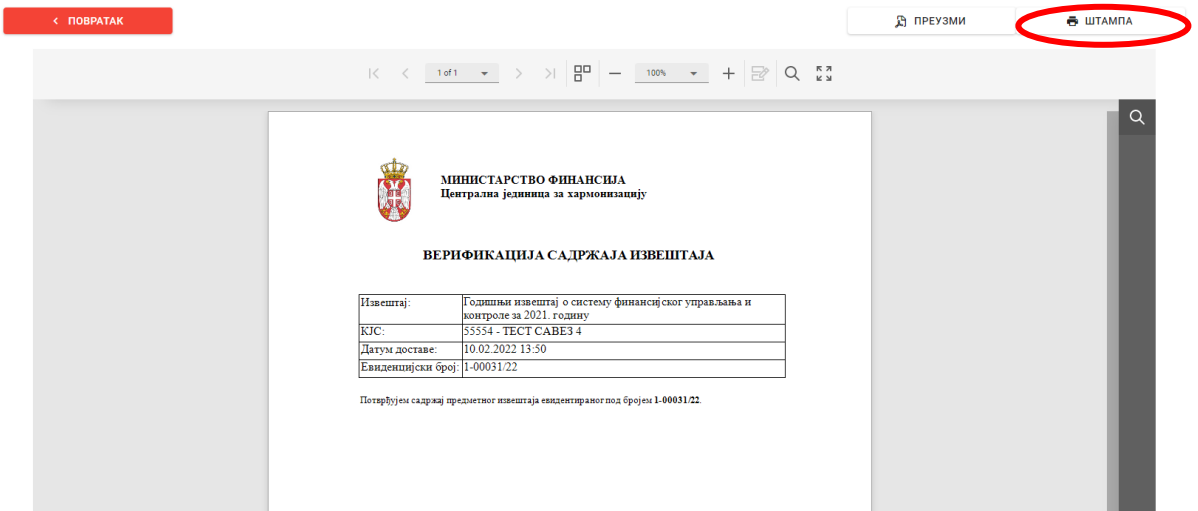 ПОВРАТАК
ПРЕУЗМИ
ШТАМПА
1 of 1
100%
МИНИСТАРСТВО ФИНАНСИЈА
Централна јединица за хармонизацију
ВЕРИФИКАЦИЈА САДРЖАЈА ИЗВЕШТАЈА
Извештај:
Годишњи извештај о систему финансијског управљања и
контроле за 2021. годину
КЈС:
55554 - ТЕСТ САВЕЗ 4
Датум доставе:
10.02.2022 13:50
Евиденцијски број:
1-00031/22
Потврђујем садржај предметног извештаја евидентираног под бројем 1-00031/22.